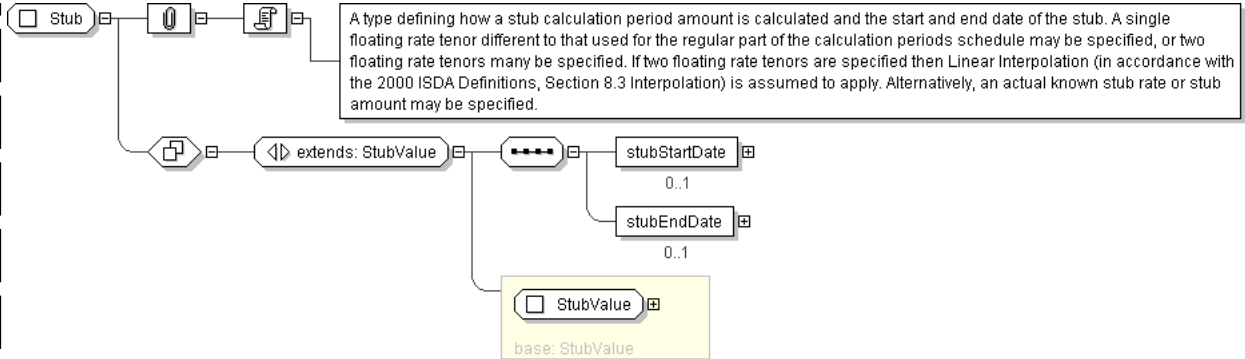 Stub
A type defining how a stub calculation period amount is calculated and the start and end date of the stub. A single
floating rate tenor different to that used for the regular part of the calculation periods schedule may be specified, or two
floating rate tenors many be specified. If two floating rate tenors are specified then Linear Interpolation (in accordance with
the 2000 ISDA Definitions, Section 8.3 Interpolation) is assumed to apply. Alternatively, an actual known stub rate or stub
amount may be specified.
extends: StubValue
stubStartDate
0..1
stubEndDate
0..1
StubValue
base: StubValue